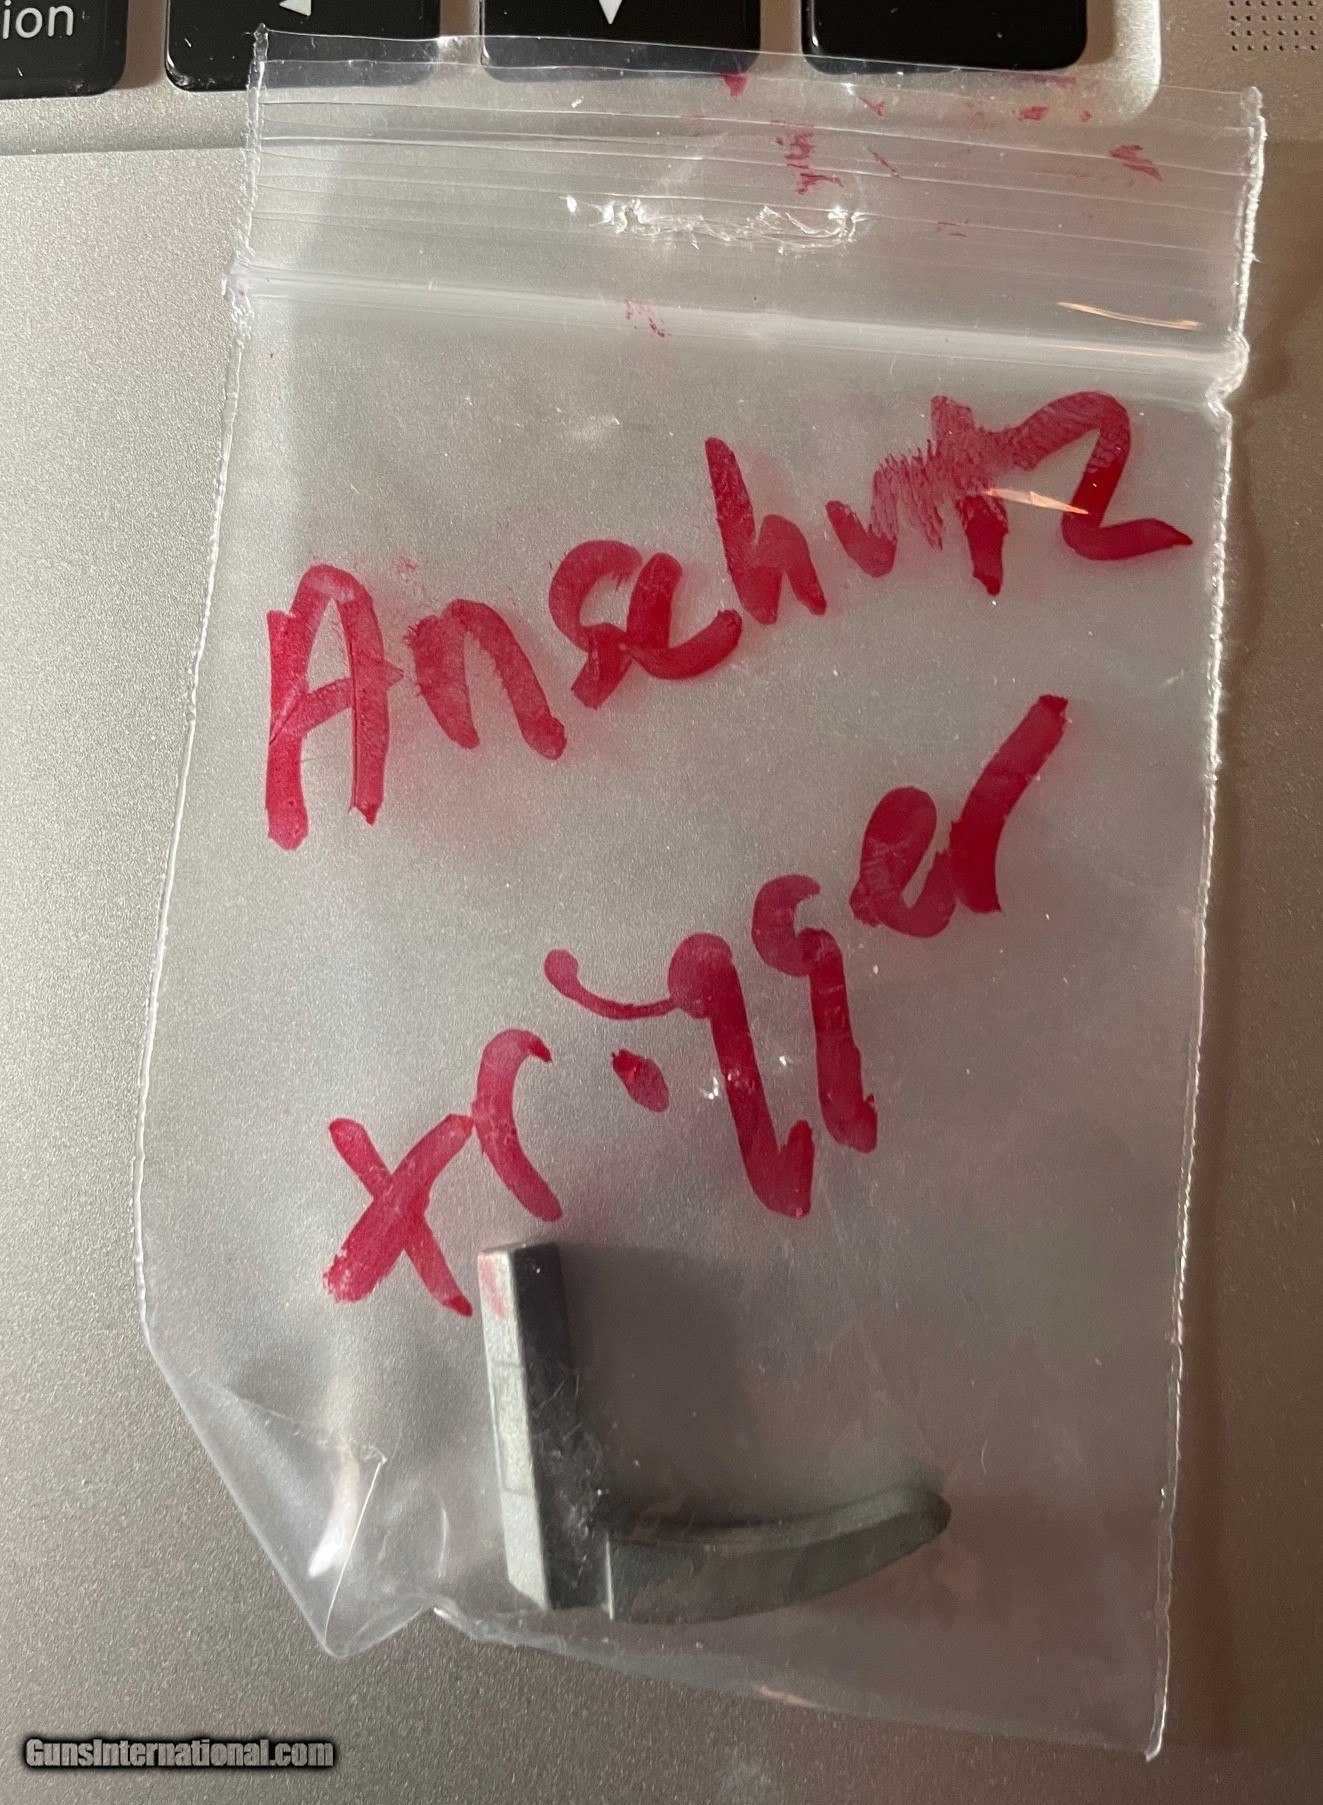 ion
Anschutz
Trigger
GunsInternational.com